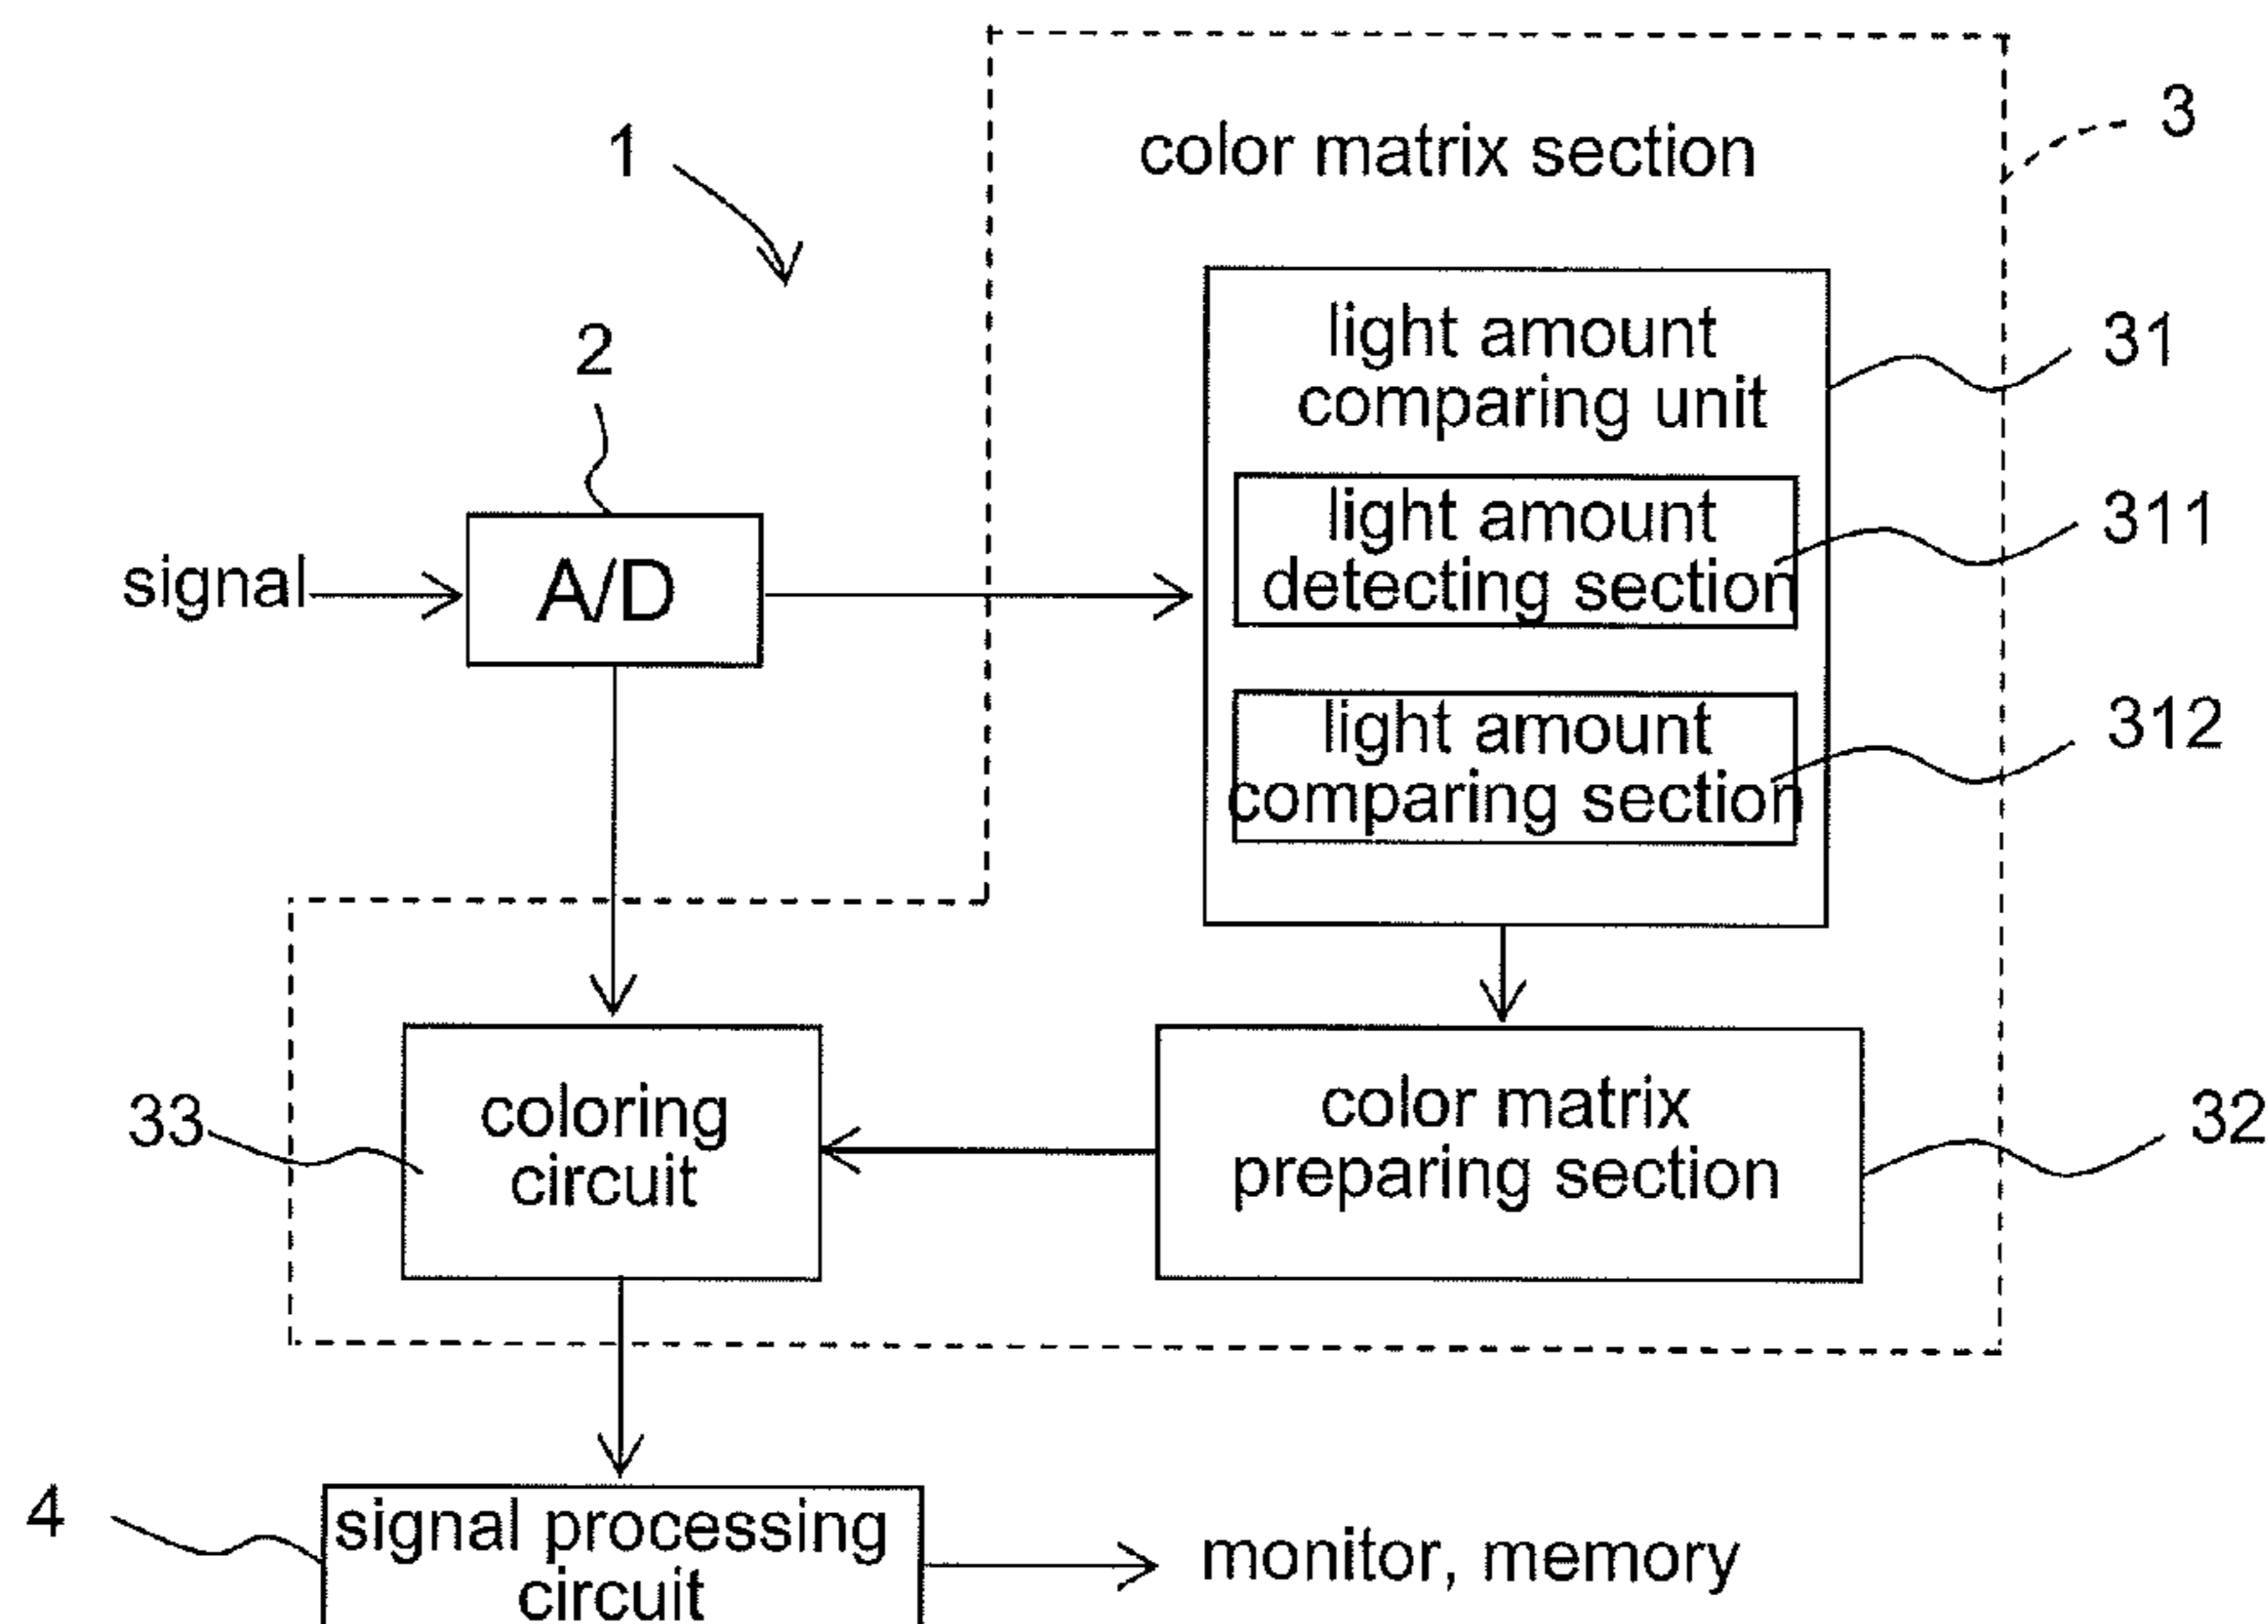 color matrix section
3
1
light amount
comparing unit
31
2
light amount
detecting section
311
signal
A/D
light amount
comparing section
312
33
coloring
circuit
color matrix
preparing section
32
4
signal processing
circuit
monitor, memory